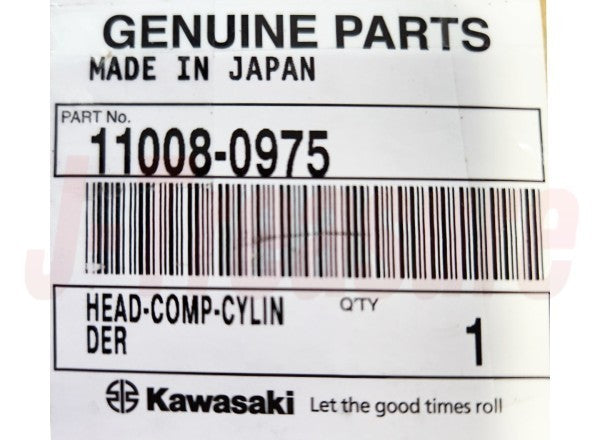 GENUINE PARTS
MADE IN JAPAN
PART No.
11008-0975
HEAD-COMP-CYLIN
DER
Q'TY
1
Kawasaki Let the good times roll